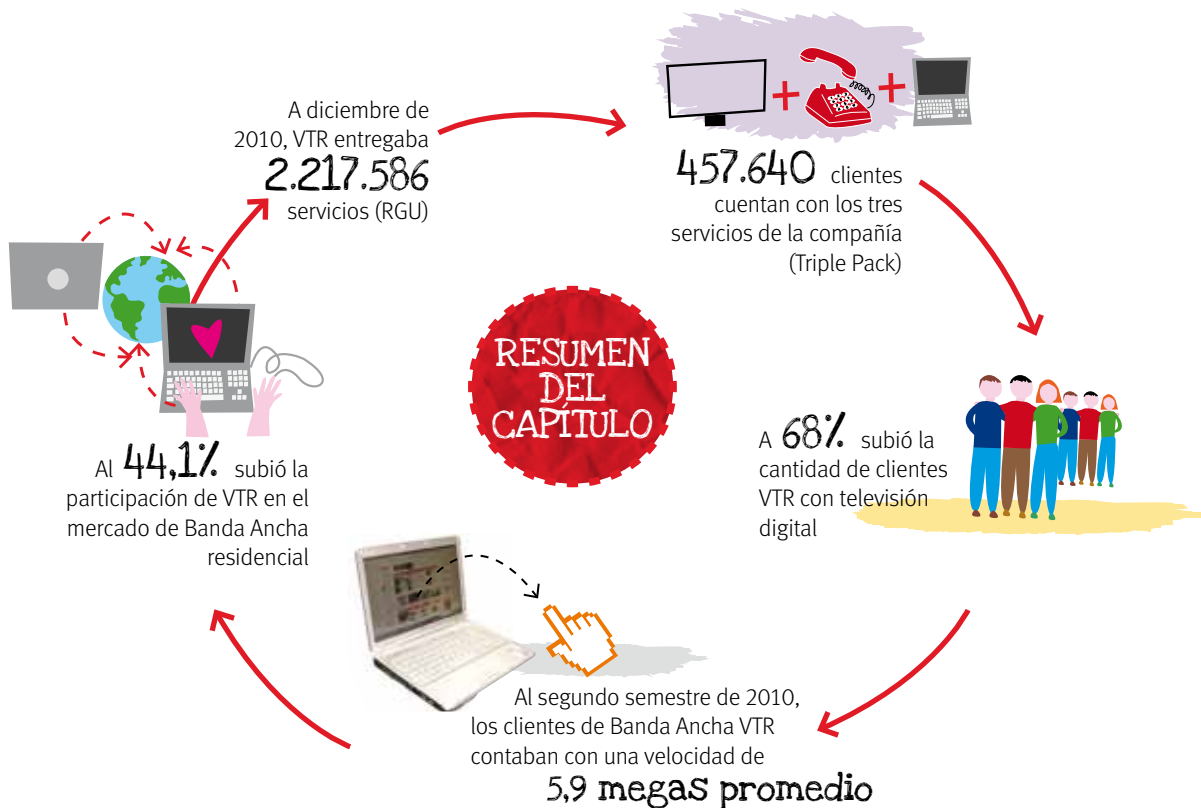 A diciembre de
2010, VTR entregaba
2.217.586
servicios (RGU)
457.640 clientes
cuentan con los tres
servicios de la compañía
(Triple Pack)
RESUMEN
DEL
CAPÍTULO
A 68% subió la
cantidad de clientes
VTR con televisión
digital
Al segundo semestre de 2010,
los clientes de Banda Ancha VTR
contaban con una velocidad de
5,9 megas promedio
Al 44,1% subió la
participación de VTR en el
mercado de Banda Ancha
residencial